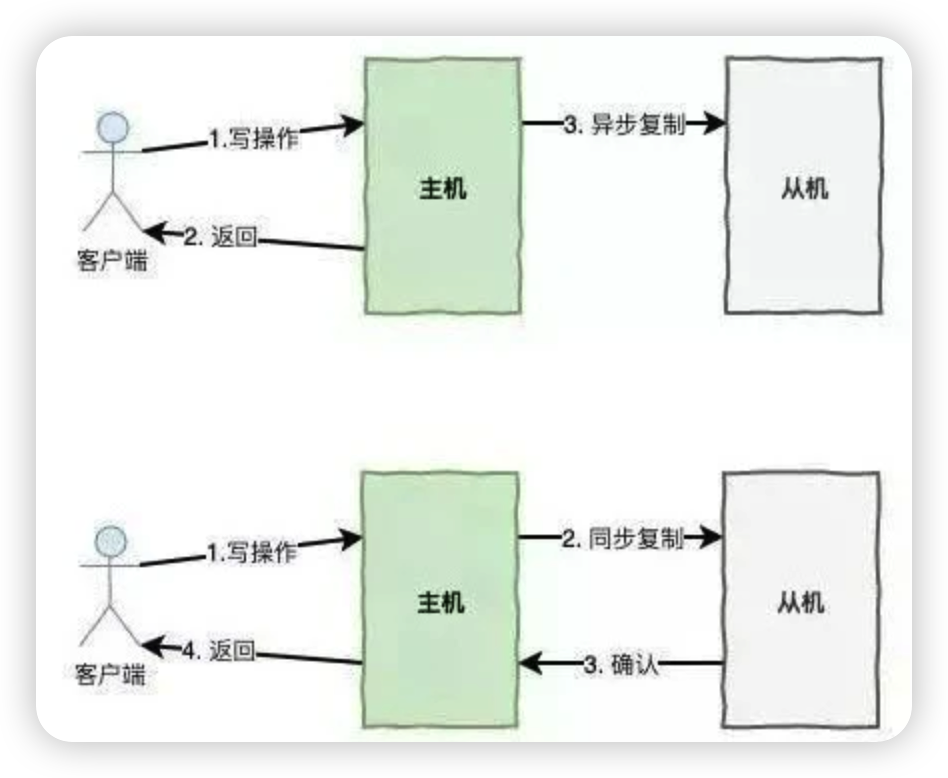 1.写操作
3. 异步复制
主机
从机
2. 返回
客户端
1.写操作
2. 同步复制
主机
从机
4. 返回
3. 确认
客户端